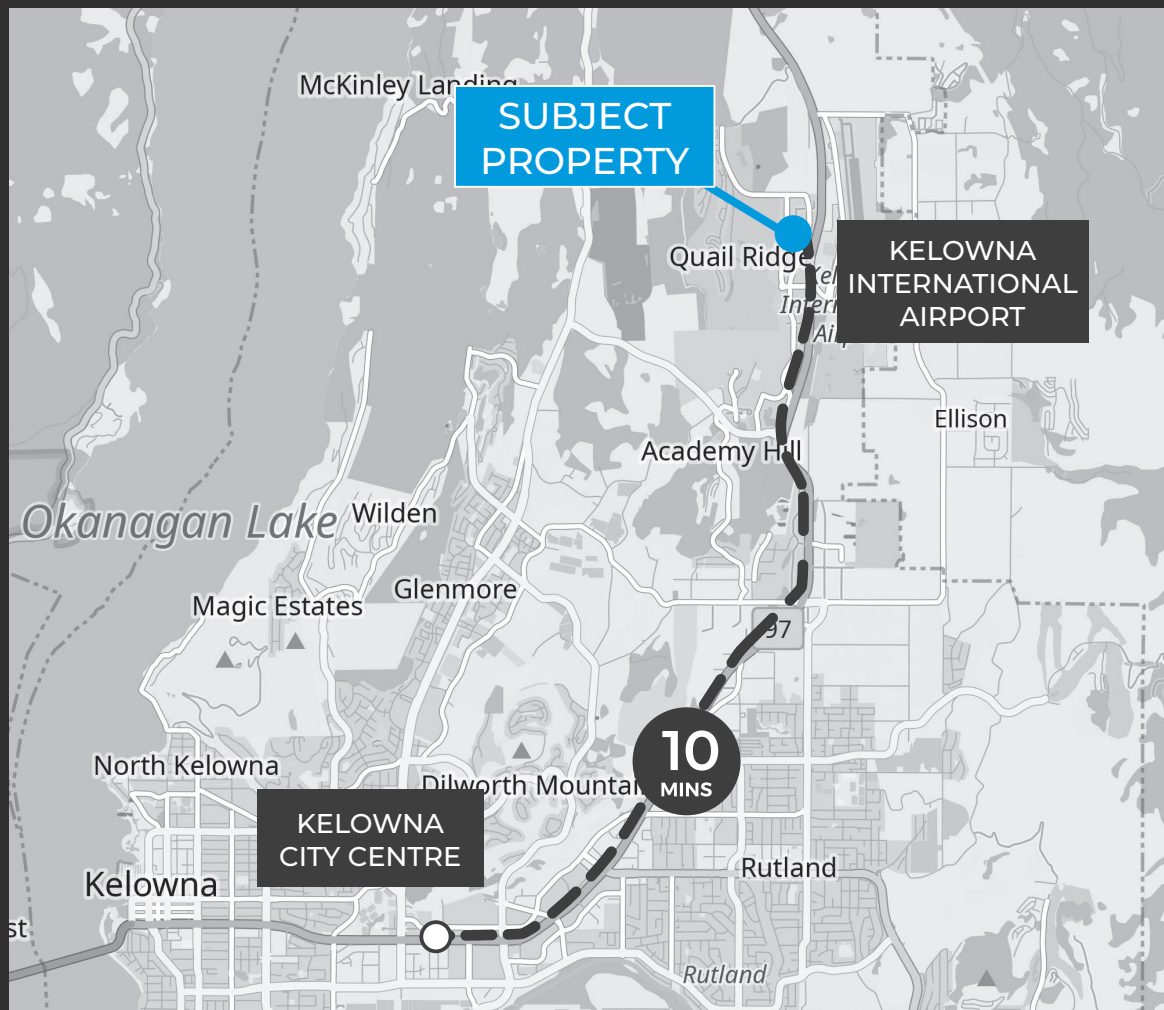 McKinley Landing
SUBJECT
PROPERTY
Quail Ridge
KELOWNA
INTERNATIONAL
AIRPORT
Ellison
Academy Hill
Okanagan Lake
Wilden
Glenmore
Magic Estates
97
10
MINS
North Kelowna
Dilworth Mountain
KELOWNA
CITY CENTRE
Kelowna
Rutland
st
Rutland